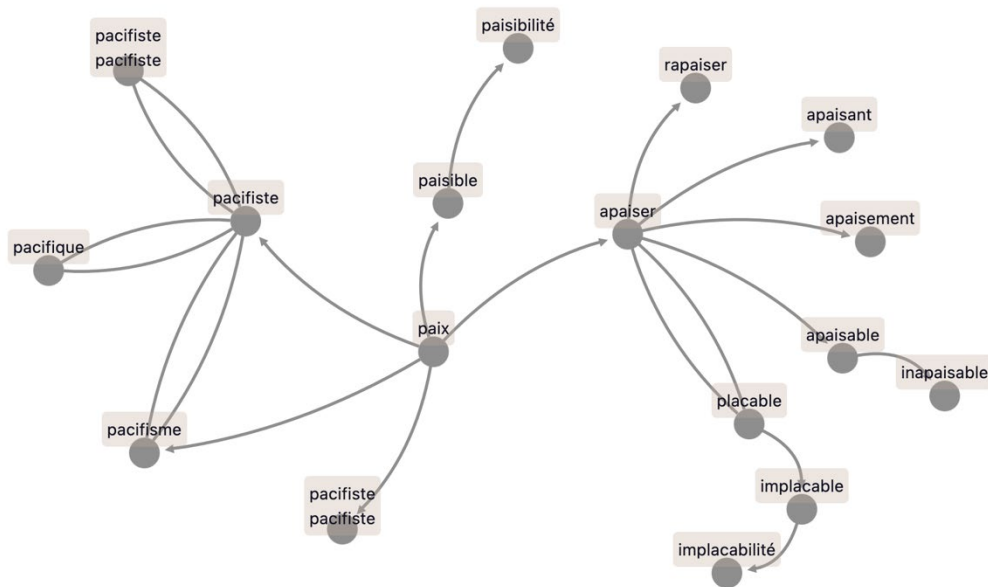 pacifiste
pacifiste
paisibilité
rapaiser
apaisant
paisible
pacifiste
apaiser
apaisement
pacifique
paix
apaisable
inapaisable
placable
pacifisme
pacifiste
pacifiste
implacable
implacabilité